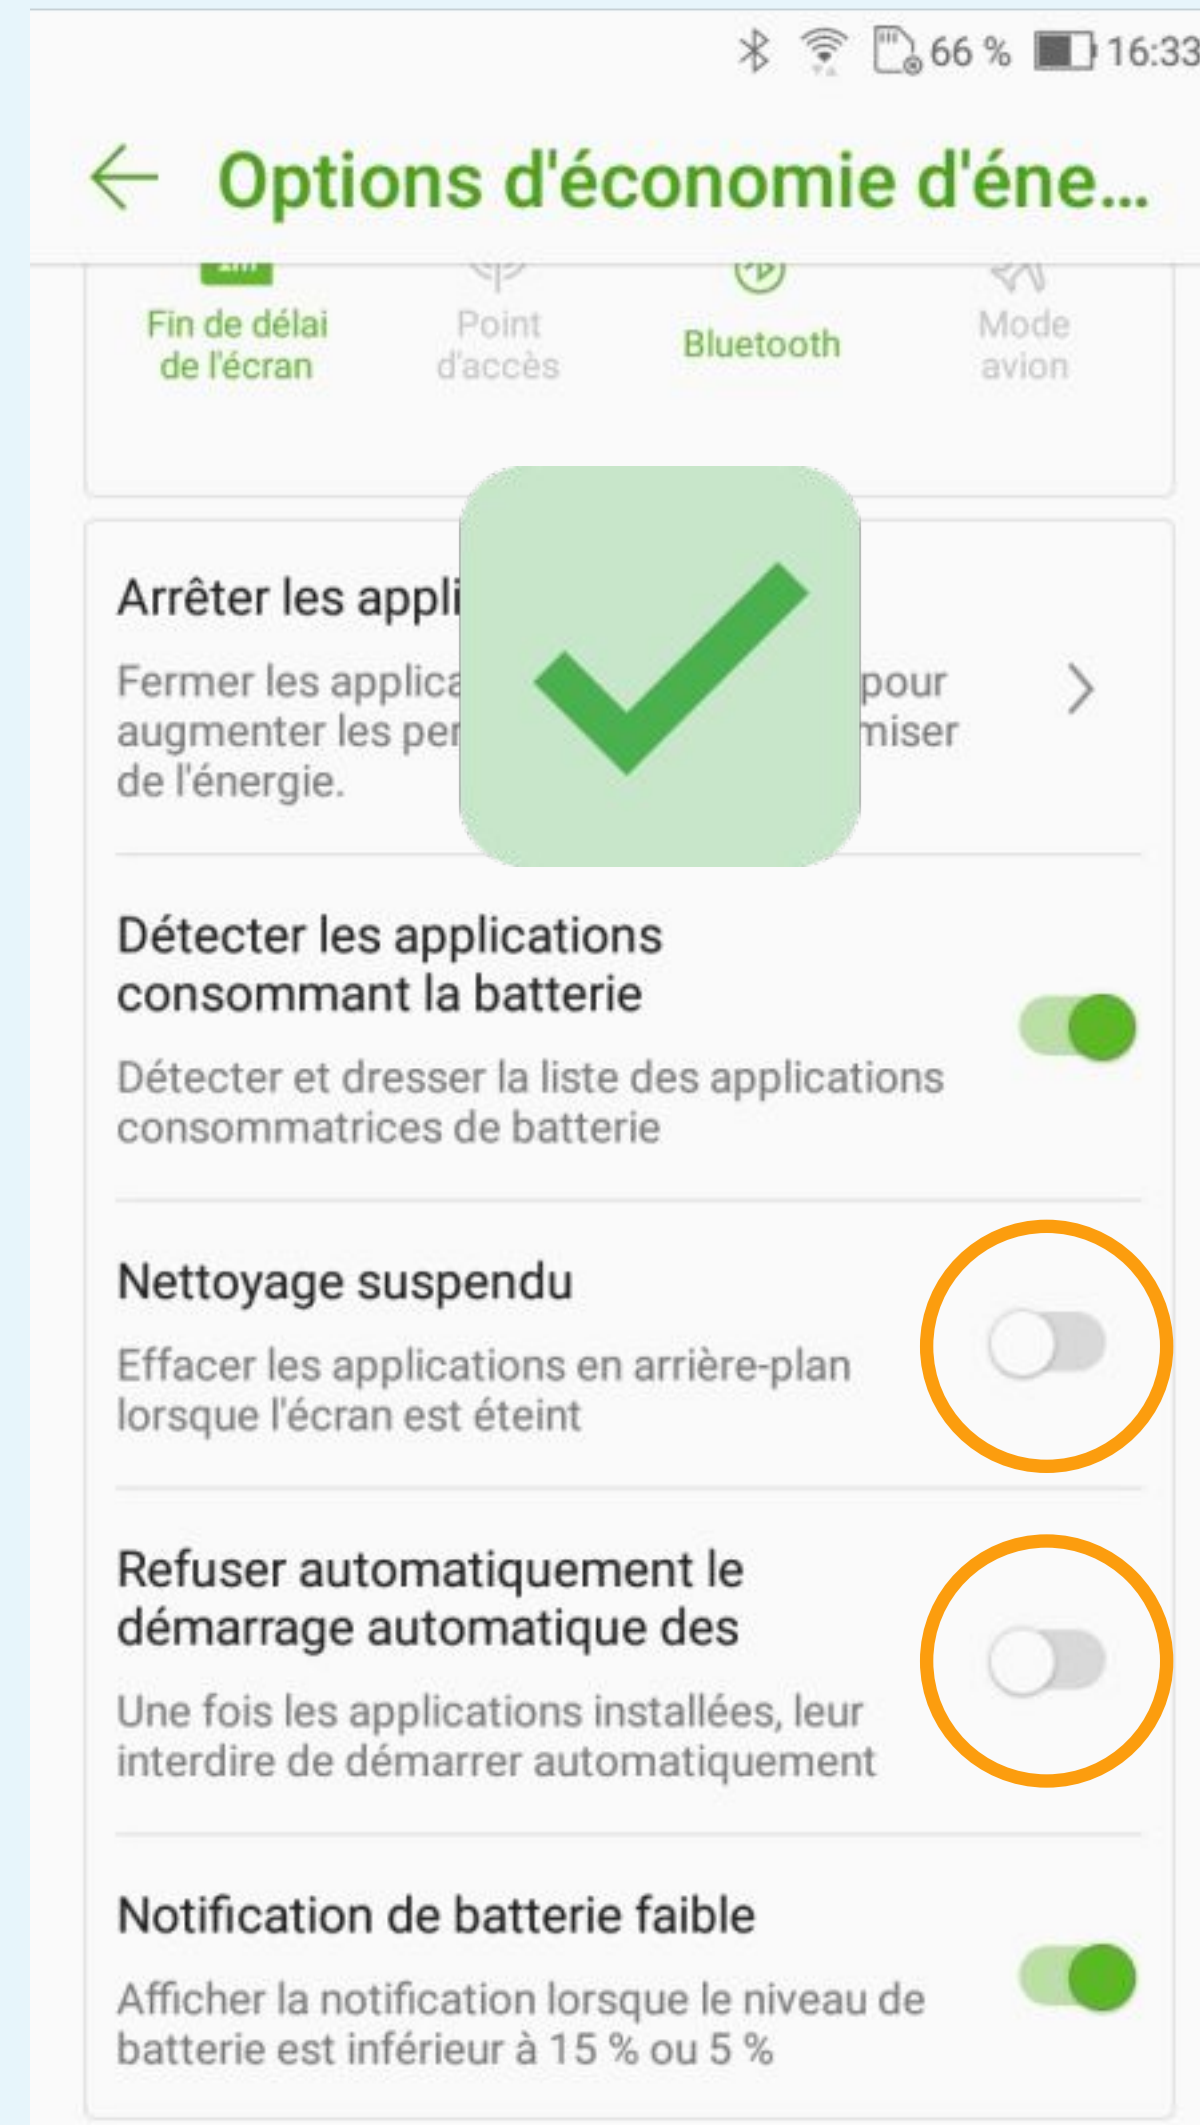 66 % 16:33
Options d'économie d'éne...
Fin de délai
de l'écran
Point
d'accès
Bluetooth
Mode
avion
Arrêter les
Fermer les pour
augmenter les
de l'énergie.
Détecter les applications
consommant la batterie
Détecter et dresser la liste des applications
consommatrices de batterie
Nettoyage suspendu
Effacer les applications en arrière-plan
lorsque l'écran est éteint
Refuser automatiquement le
démarrage automatique des
Une fois les applications installées, leur
interdire de démarrer automatiquement
Notification de batterie faible
Afficher la notification lorsque le niveau de
batterie est inférieur à 15 % ou 5 %